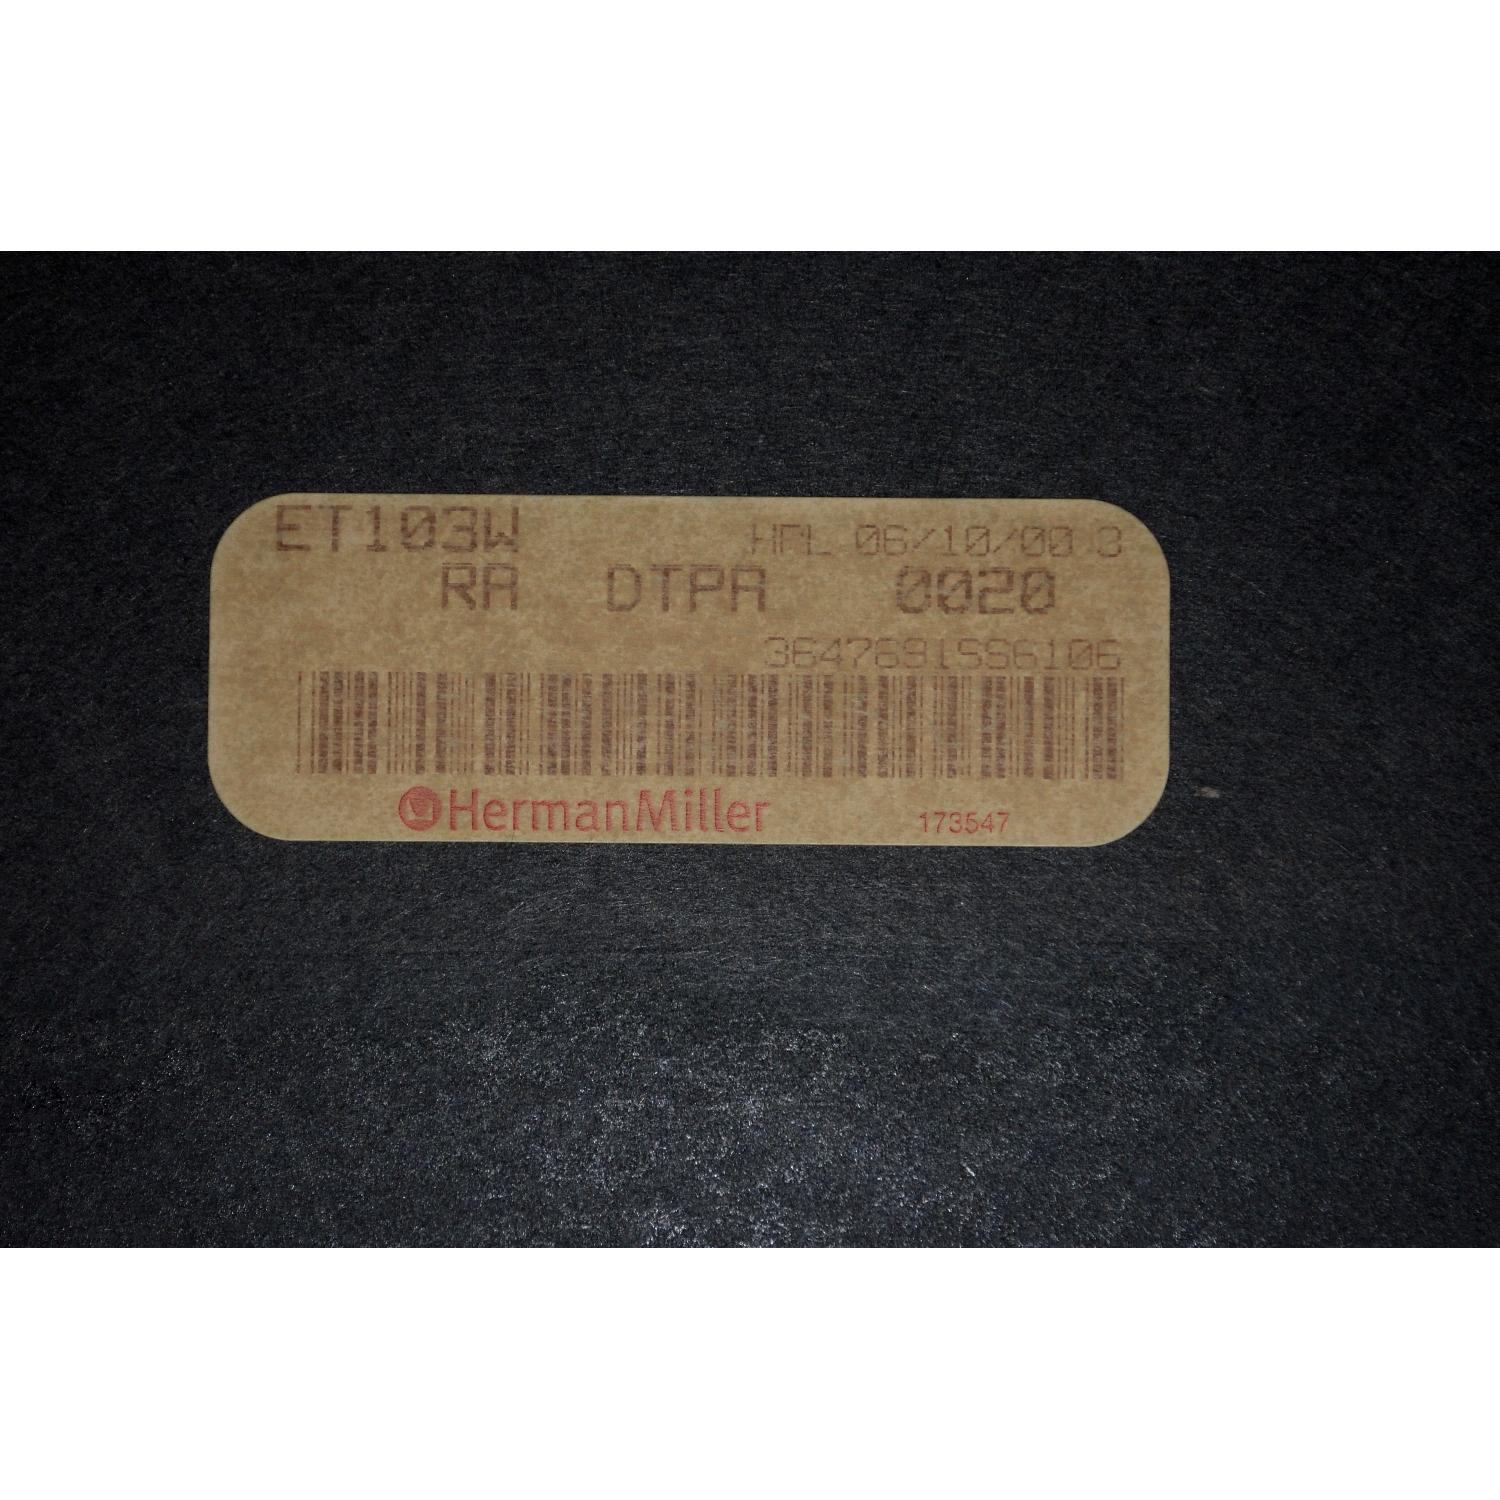 ET103W
HML 06/10/00 3
RA DTPA 0020
3647691SS6106
HermanMiller
173547